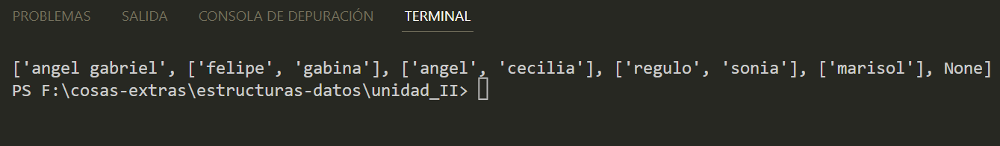 PROBLEMAS SALIDA CONSOLA DE DEPURACIÓN TERMINAL
['angel gabriel', ['felipe', 'gabina'], ['angel', 'cecilia'], ['regulo', 'sonia'], ['marisol'], None]
PS F:\cosas-extras\estructuras-datos\unidad_II>